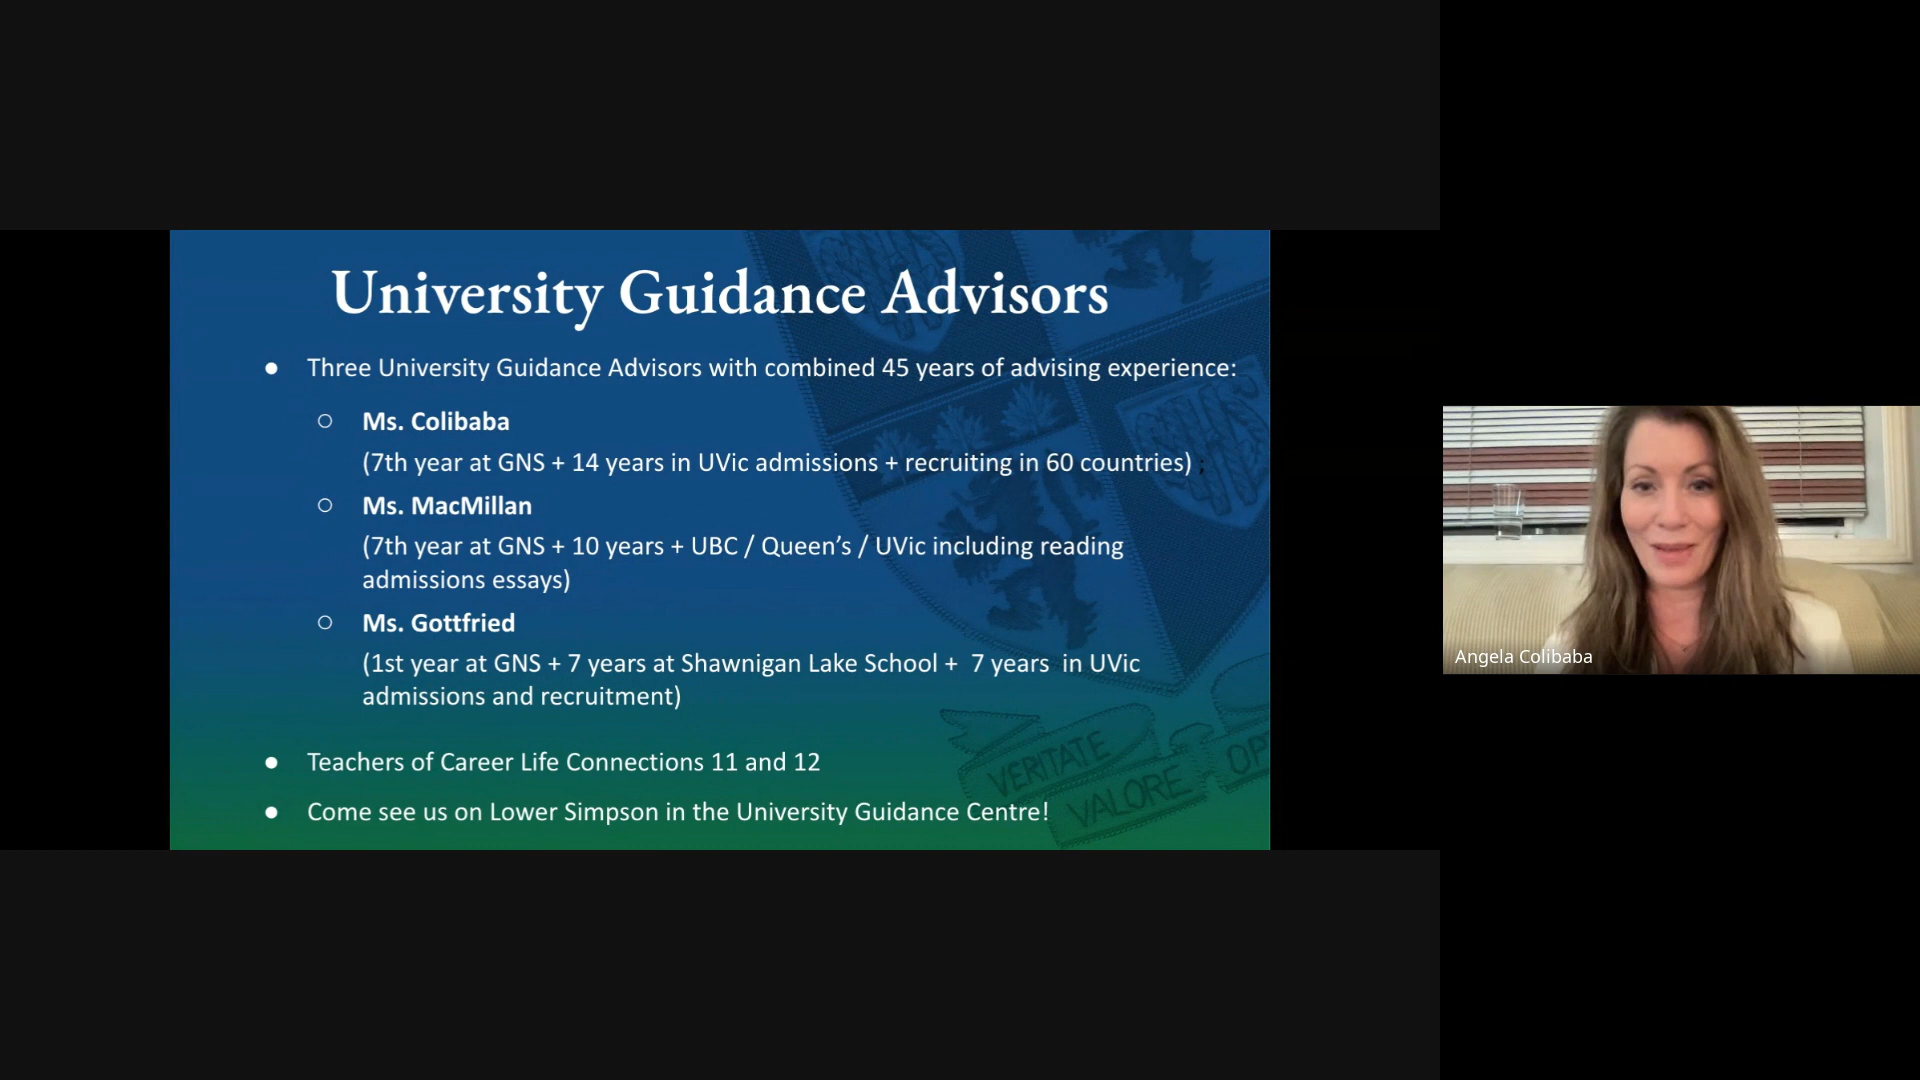 University Guidance Advisors
● Three University Guidance Advisors with combined 45 years of advising experience:
○ Ms. Colibaba
(7th year at GNS + 14 years in UVic admissions + recruiting in 60 countries) ;
○ Ms. MacMillan
(7th year at GNS + 10 years + UBC / Queen’s / UVic including reading
admissions essays)
○ Ms. Gottfried
(1st year at GNS + 7 years at Shawnigan Lake School +  7 years  in UVic
admissions and recruitment)
● Teachers of Career Life Connections 11 and 12
● Come see us on Lower Simpson in the University Guidance Centre!
VERITATE
VALORE
Angela Colibaba